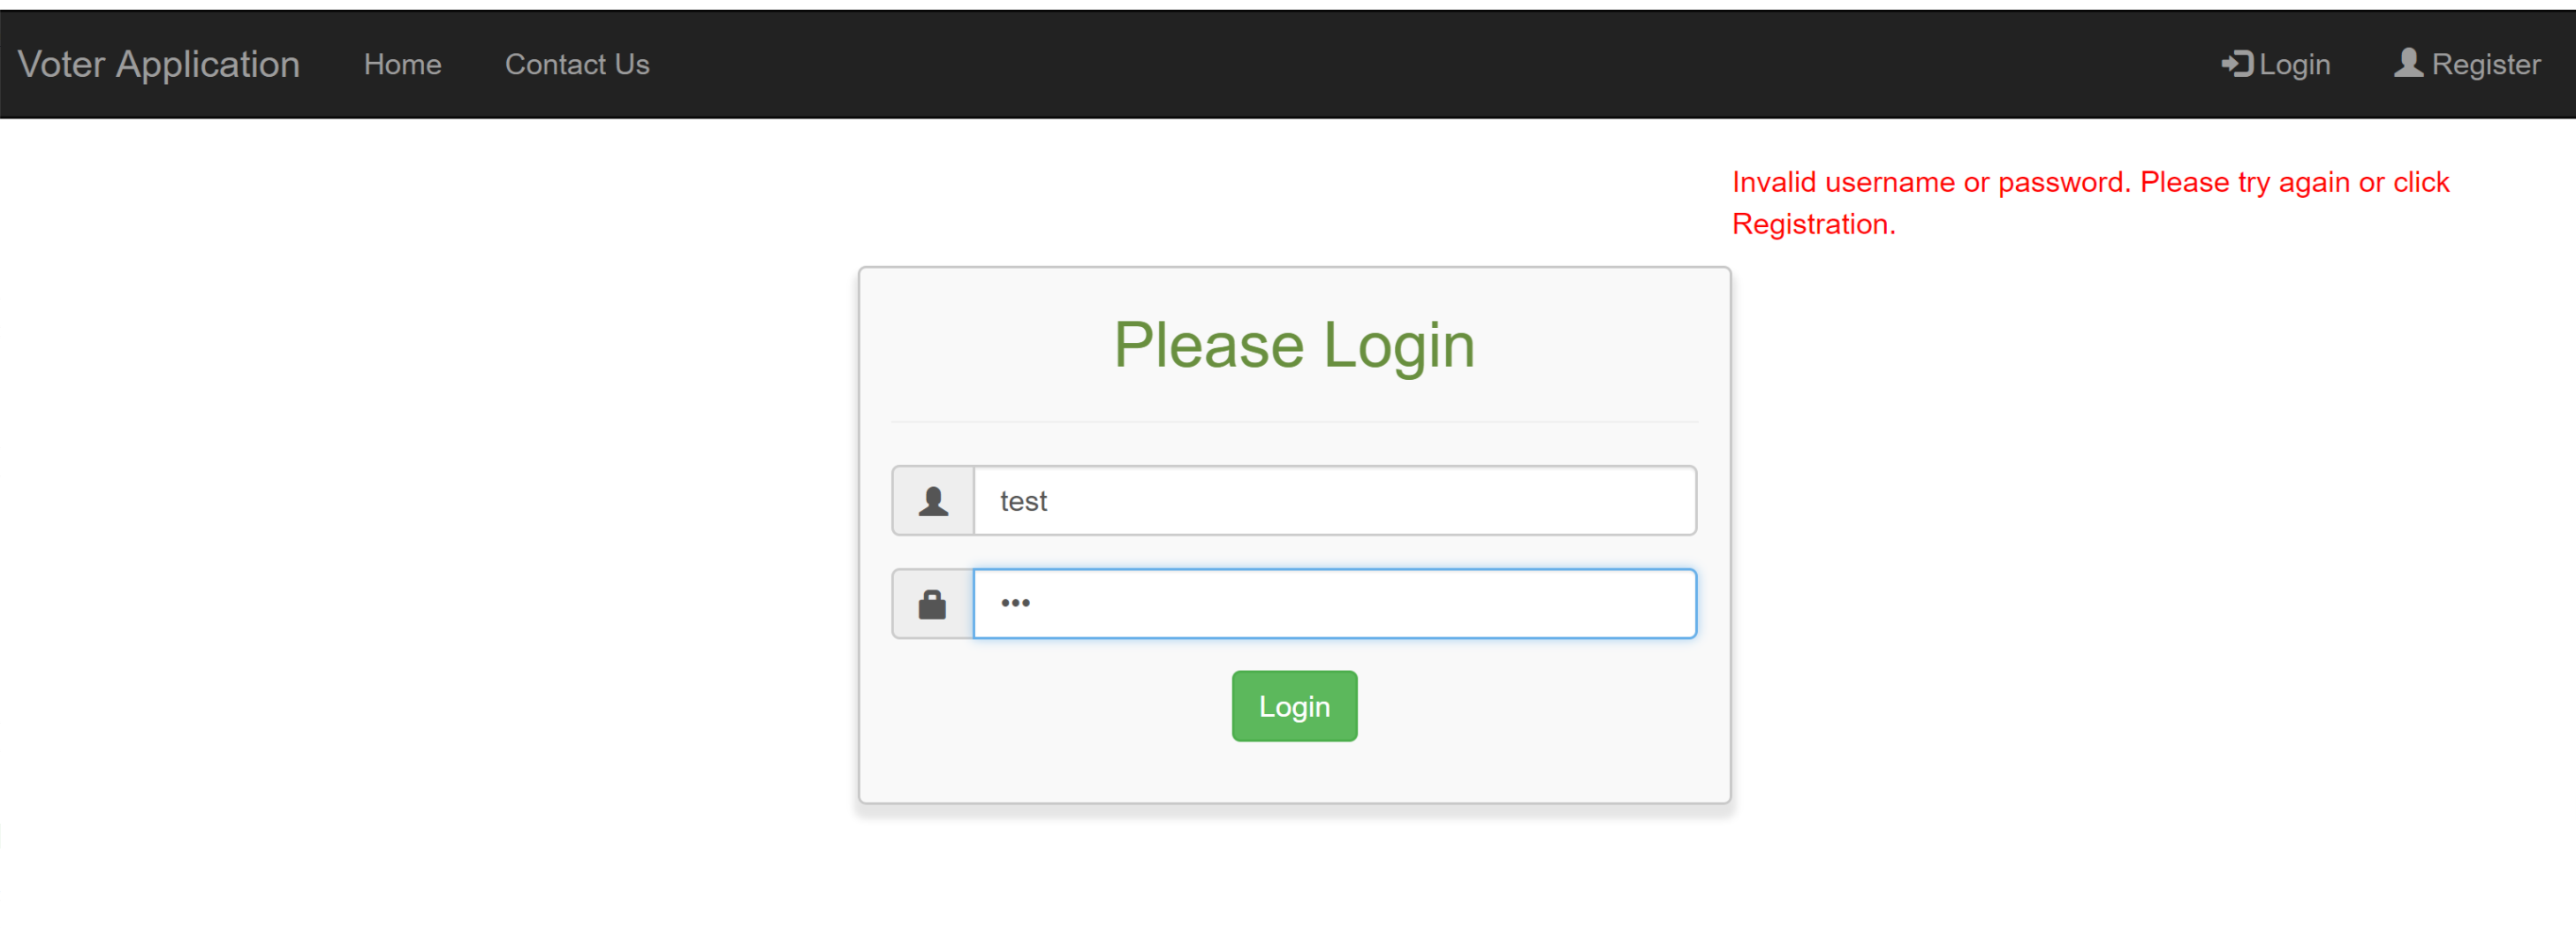 Voter Application Home Contact Us Login Register
Invalid username or password. Please try again or click
Registration.
Please Login
test
•••
Login